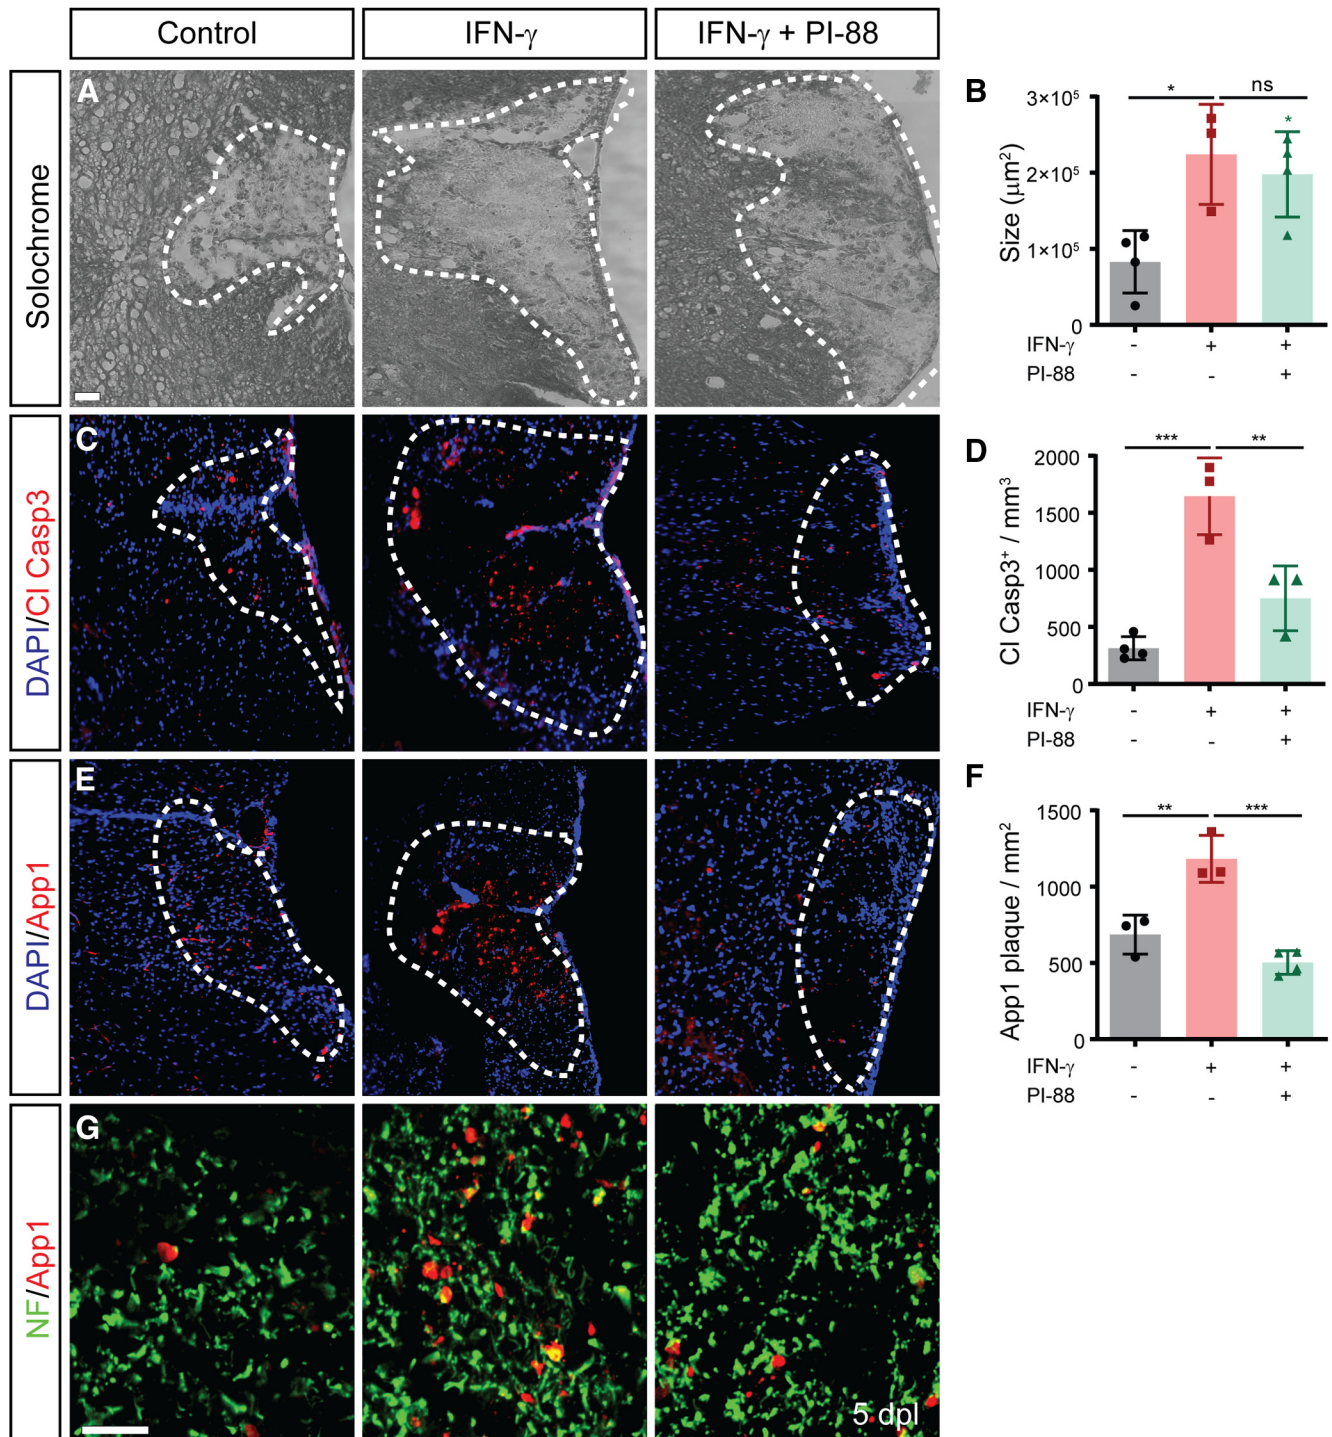 Control
IFN-γ
IFN-γ + PI-88
Solochrome
A
B
Size (μm²)
3×10⁵
2×10⁵
1×10⁵
0
*
ns
*
IFN-γ - + +
PI-88 - - +
DAPI/Cl Casp3
C
D
Cl Casp3⁺ / mm³
2000
1500
1000
500
0
***
**
IFN-γ - + +
PI-88 - - +
DAPI/App1
E
F
App1 plaque / mm²
1500
1000
500
0
**
***
IFN-γ - + +
PI-88 - - +
NF/App1
G
5 dpl